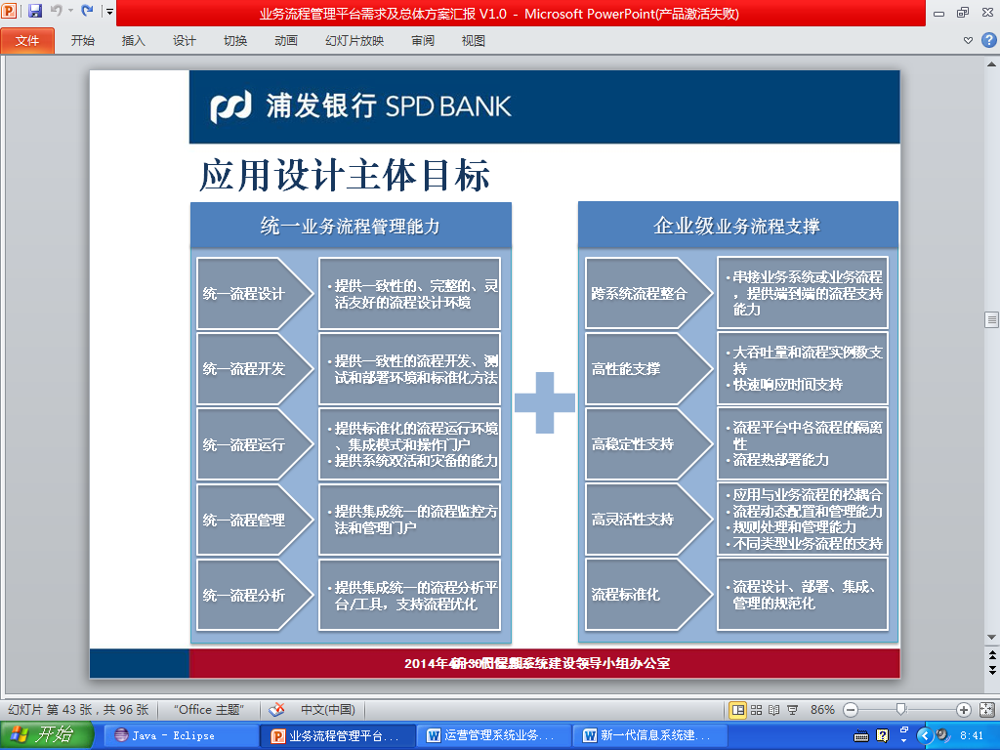 业务流程管理平台需求及总体方案汇报 V1.0 - Microsoft PowerPoint(产品激活失败)
文件 开始 插入 设计 切换 动画 幻灯片放映 审阅 视图
浦发银行 SPD BANK
应用设计主体目标
统一业务流程管理能力
统一流程设计
·提供一致性的、完整的、灵
活友好的流程设计环境
统一流程开发
·提供一致性的流程开发、测
试和部署环境和标准化方法
统一流程运行
·提供标准化的流程运行环境
、集成模式和操作门户
·提供系统双活和灾备的能力
统一流程管理
·提供集成统一的流程监控方
法和管理门户
统一流程分析
·提供集成统一的流程分析平
台/工具，支持流程优化
企业级业务流程支撑
跨系统流程整合
·串接业务系统或业务流程
，提供端到端的流程支持
能力
高性能支撑
·大吞吐量和流程实例数支
持
·快速响应时间支持
高稳定性支持
·流程平台中各流程的隔离
性
·流程热部署能力
高灵活性支持
·应用与业务流程的松耦合
·流程动态配置和管理能力
·规则处理和管理能力
·不同类型业务流程的支持
流程标准化
·流程设计、部署、集成、
管理的规范化
2014年4月30日 系统建设领导小组办公室
幻灯片 第 43 张，共 96 张 “Office 主题” 中文(中国) 86%
开始 Java - Eclipse 业务流程管理平台... 运营管理系统业务... 新一代信息系统建... 8:41